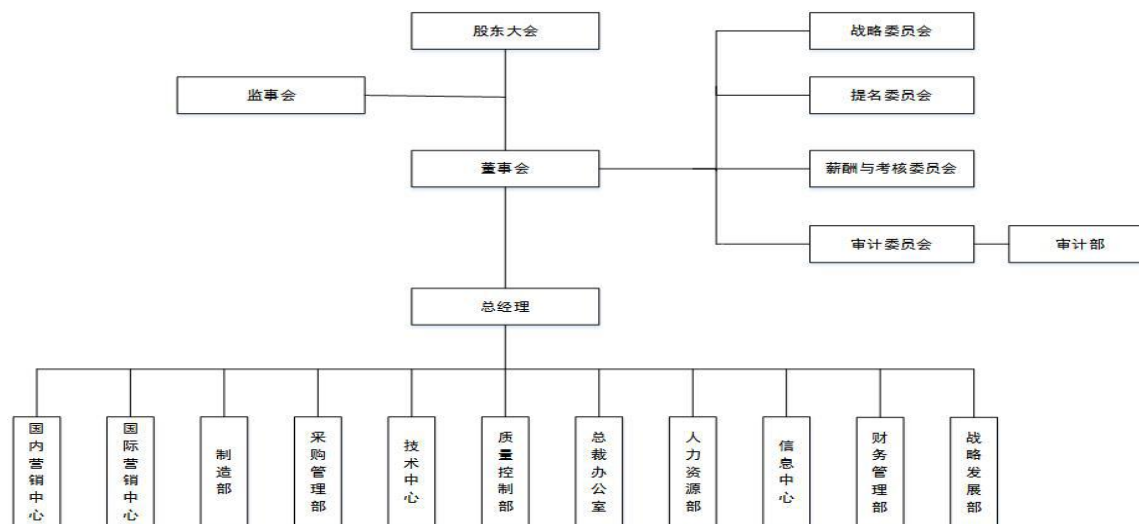 股东大会
战略委员会
监事会
提名委员会
董事会
薪酬与考核委员会
审计委员会
审计部
总经理
国内营销中心
国际营销中心
制造部
采购管理部
技术中心
质量控制部
总裁办公室
人力资源部
信息中心
财务管理部
战略发展部